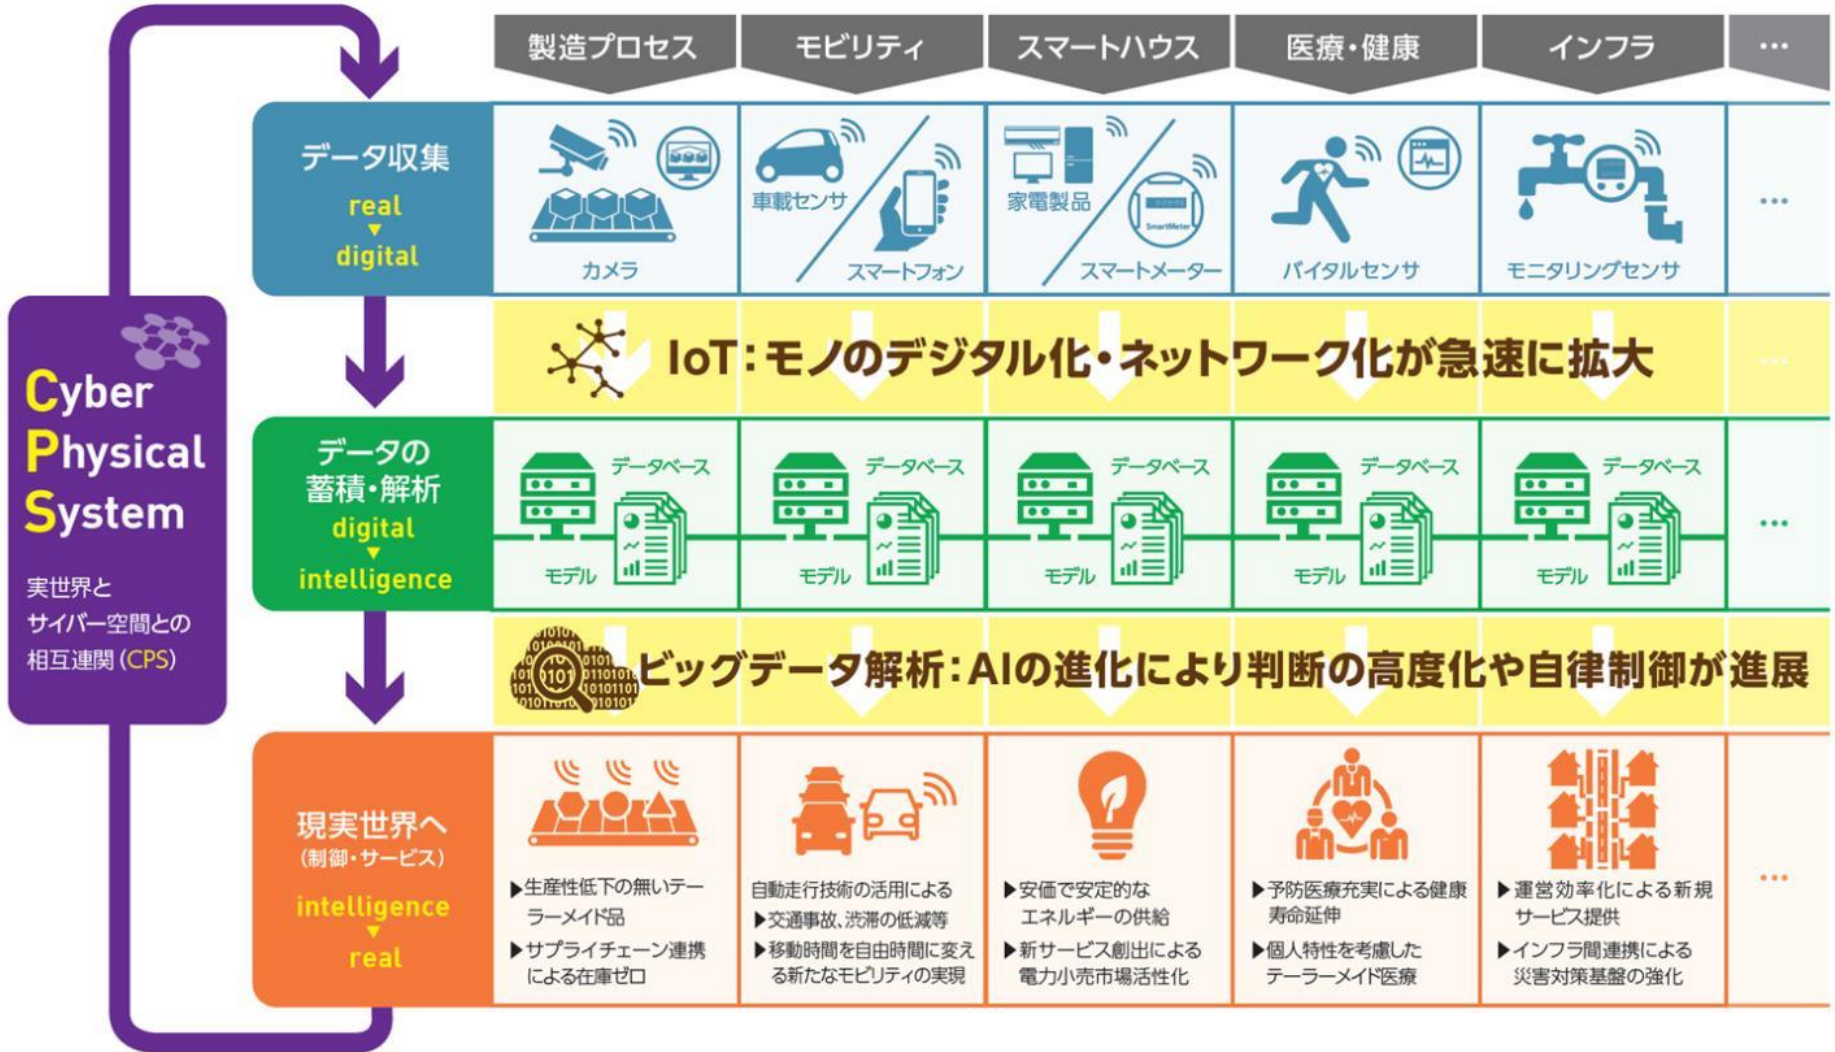 Cyber
Physical
System
実世界と
サイバー空間との
相互連関(CPS)
製造プロセス
モビリティ
スマートハウス
医療・健康
インフラ
…
データ収集
real
▼
digital
カメラ
車載センサ
スマートフォン
家電製品
SmartMeter
スマートメーター
バイタルセンサ
モニタリングセンサ
…
IoT:モノのデジタル化・ネットワーク化が急速に拡大
…
データの
蓄積・解析
digital
▼
intelligence
データベース
モデル
データベース
モデル
データベース
モデル
データベース
モデル
データベース
モデル
…
ビッグデータ解析:AIの進化により判断の高度化や自律制御が進展
現実世界へ
(制御・サービス)
intelligence
▼
real
▶生産性低下の無いテー
ラーメイド品
▶サプライチェーン連携
による在庫ゼロ
自動走行技術の活用による
▶交通事故、渋滞の低減等
▶移動時間を自由時間に変え
る新たなモビリティの実現
▶安価で安定的な
エネルギーの供給
▶新サービス創出による
電力小売市場活性化
▶予防医療充実による健康
寿命延伸
▶個人特性を考慮した
テーラーメイド医療
▶運営効率化による新規
サービス提供
▶インフラ間連携による
災害対策基盤の強化
…